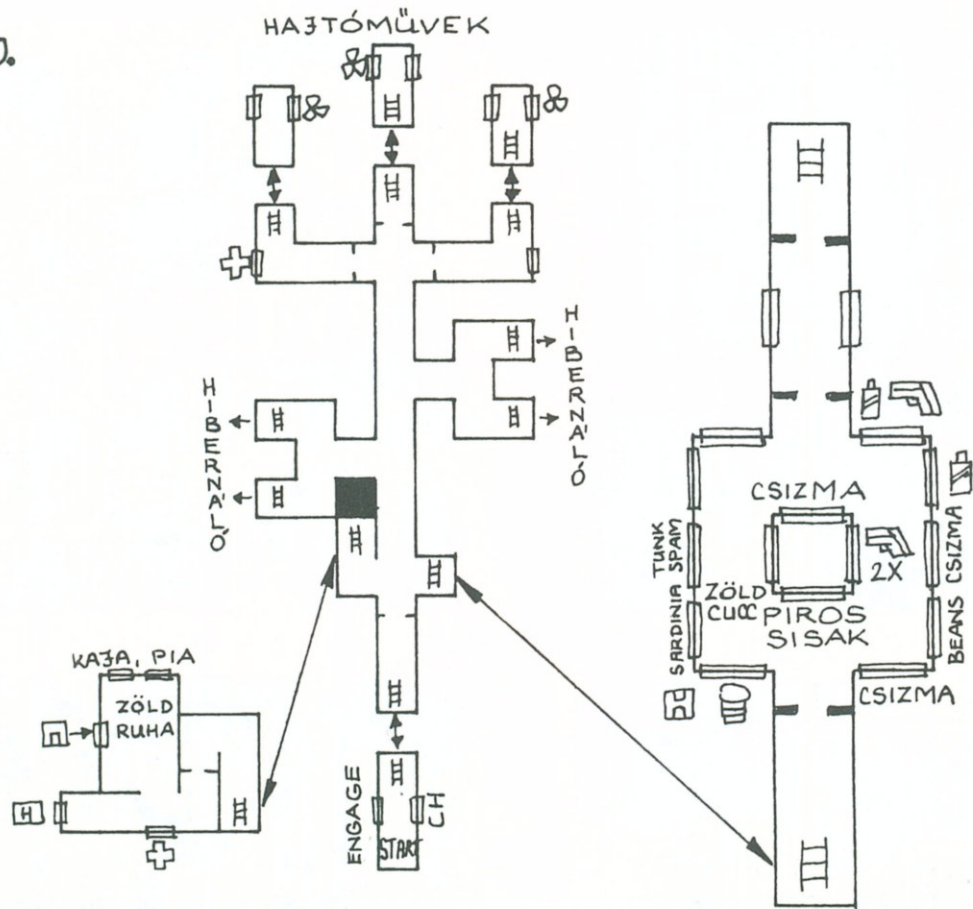 HAJTÓMŰVEK
HIBERNÁLÓ
HIBERNÁLÓ
CSIZMA
TUNK SPAM
SARDINIA
ZÖLD
CUCC
PIROS
SISAK
2X
CSIZMA
BEANS
CSIZMA
KAJA, PIA
ZÖLD
RUHA
H
ENGAGE
START
CH